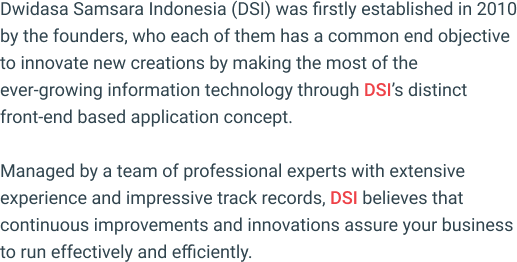 Dwidasa Samsara Indonesia (DSI) was firstly established in 2010
by the founders, who each of them has a common end objective
to innovate new creations by making the most of the
ever-growing information technology through DSI’s distinct
front-end based application concept.
Managed by a team of professional experts with extensive
experience and impressive track records, DSI believes that
continuous improvements and innovations assure your business
to run effectively and efficiently.